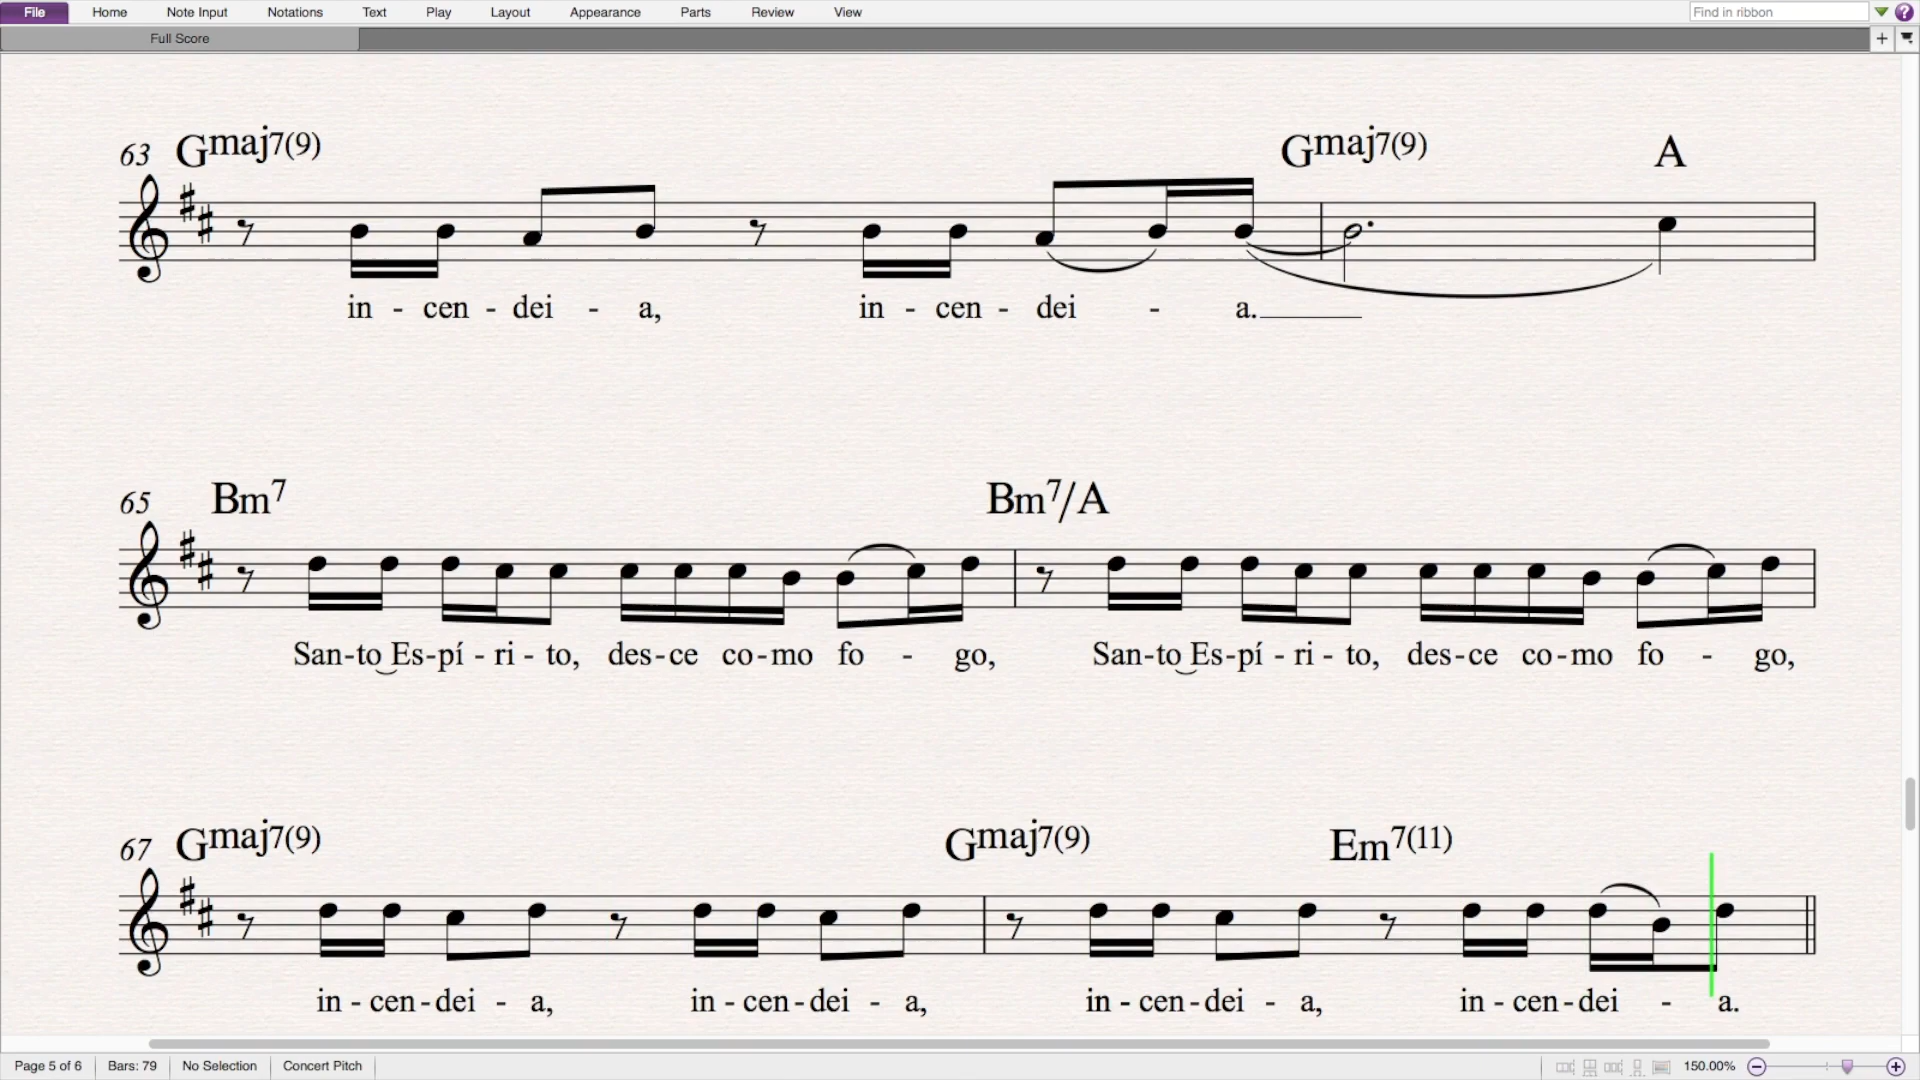 File Home Note Input Notations Text Play Layout Appearance Parts Review View Find in ribbon ?
Full Score +
63 Gmaj7(9) Gmaj7(9) A
in - cen - dei - a, in - cen - dei - a.
65 Bm7 Bm7/A
San-to Es-pí - ri - to, des-ce co-mo fo - go, San-to Es-pí - ri - to, des-ce co-mo fo - go,
67 Gmaj7(9) Gmaj7(9) Em7(11)
in - cen - dei - a, in - cen - dei - a, in - cen - dei - a, in - cen - dei - a.
Page 5 of 6 Bars: 79 No Selection Concert Pitch 150.00%